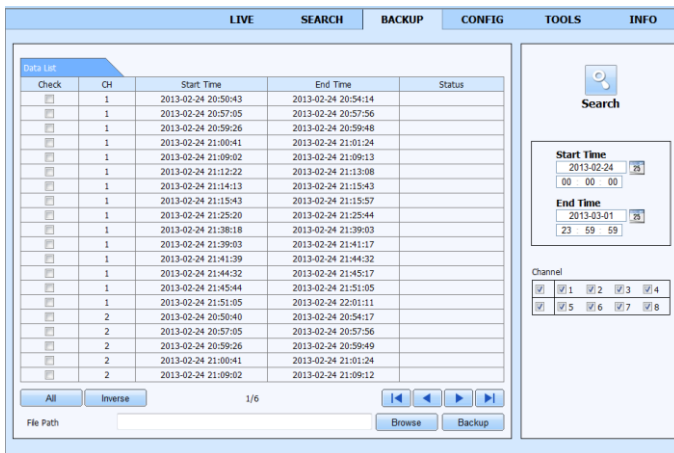 LIVE SEARCH BACKUP CONFIG TOOLS INFO
Data List
Check CH Start Time End Time Status
1 2013-02-24 20:50:43 2013-02-24 20:54:14
1 2013-02-24 20:57:05 2013-02-24 20:57:56
1 2013-02-24 20:59:26 2013-02-24 20:59:48
1 2013-02-24 21:00:41 2013-02-24 21:01:24
1 2013-02-24 21:09:02 2013-02-24 21:09:13
1 2013-02-24 21:12:22 2013-02-24 21:13:08
1 2013-02-24 21:14:13 2013-02-24 21:15:43
1 2013-02-24 21:15:43 2013-02-24 21:15:57
1 2013-02-24 21:25:20 2013-02-24 21:25:44
1 2013-02-24 21:38:18 2013-02-24 21:39:03
1 2013-02-24 21:39:03 2013-02-24 21:41:17
1 2013-02-24 21:41:39 2013-02-24 21:44:32
1 2013-02-24 21:44:32 2013-02-24 21:45:17
1 2013-02-24 21:45:44 2013-02-24 21:51:05
1 2013-02-24 21:51:05 2013-02-24 22:01:11
2 2013-02-24 20:50:40 2013-02-24 20:54:17
2 2013-02-24 20:57:05 2013-02-24 20:57:56
2 2013-02-24 20:59:26 2013-02-24 20:59:49
2 2013-02-24 21:00:41 2013-02-24 21:01:24
2 2013-02-24 21:09:02 2013-02-24 21:09:12
All Inverse 1/6
File Path Browse Backup
Search
Start Time
2013-02-24 25
00 : 00 : 00
End Time
2013-03-01 25
23 : 59 : 59
Channel
1 2 3 4
5 6 7 8